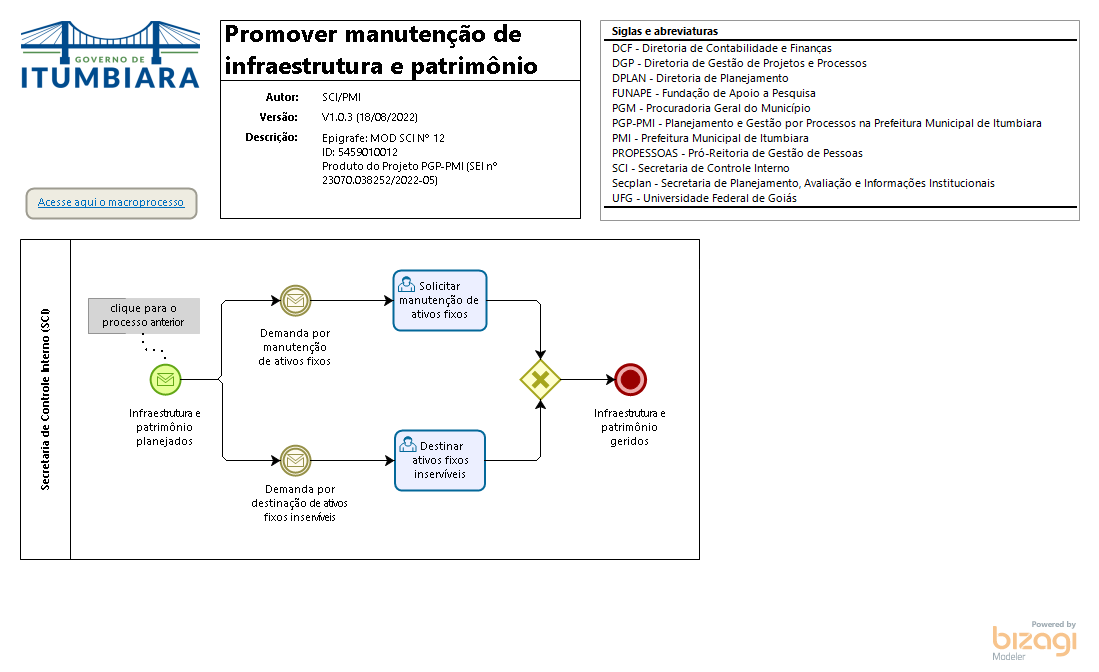 GOVERNO DE
ITUMBIARA
Acesse aqui o macroprocesso
Promover manutenção de
infraestrutura e patrimônio
Autor: SCI/PMI
Versão: V1.0.3 (18/08/2022)
Descrição: Epigrafe: MOD SCI Nº 12
ID: 5459010012
Produto do Projeto PGP-PMI (SEI nº
23070.038252/2022-05)
Siglas e abreviaturas
DCF - Diretoria de Contabilidade e Finanças
DGP - Diretoria de Gestão de Projetos e Processos
DPLAN - Diretoria de Planejamento
FUNAPE - Fundação de Apoio a Pesquisa
PGM - Procuradoria Geral do Município
PGP-PMI - Planejamento e Gestão por Processos na Prefeitura Municipal de Itumbiara
PMI - Prefeitura Municipal de Itumbiara
PROPESSOAS - Pró-Reitoria de Gestão de Pessoas
SCI - Secretaria de Controle Interno
Secplan - Secretaria de Planejamento, Avaliação e Informações Institucionais
UFG - Universidade Federal de Goiás
Secretaria de Controle Interno (SCI)
clique para o
processo anterior
Infraestrutura e
patrimônio
planejados
Demanda por
manutenção
de ativos fixos
Solicitar
manutenção de
ativos fixos
Demanda por
destinação de ativos
fixos inservíveis
Destinar
ativos fixos
inservíveis
Infraestrutura e
patrimônio
geridos
Powered by
bizagi
Modeler